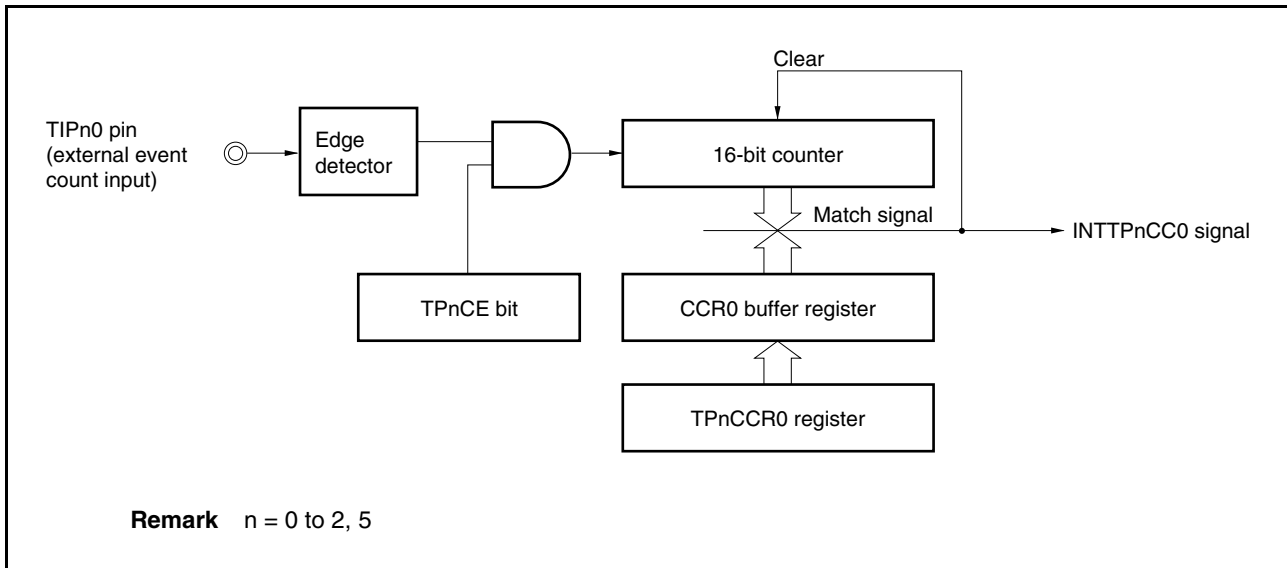 Clear
TIPn0 pin
(external event
count input)
Edge
detector
16-bit counter
Match signal
INTTPnCC0 signal
TPnCE bit
CCR0 buffer register
TPnCCR0 register
Remark n = 0 to 2, 5